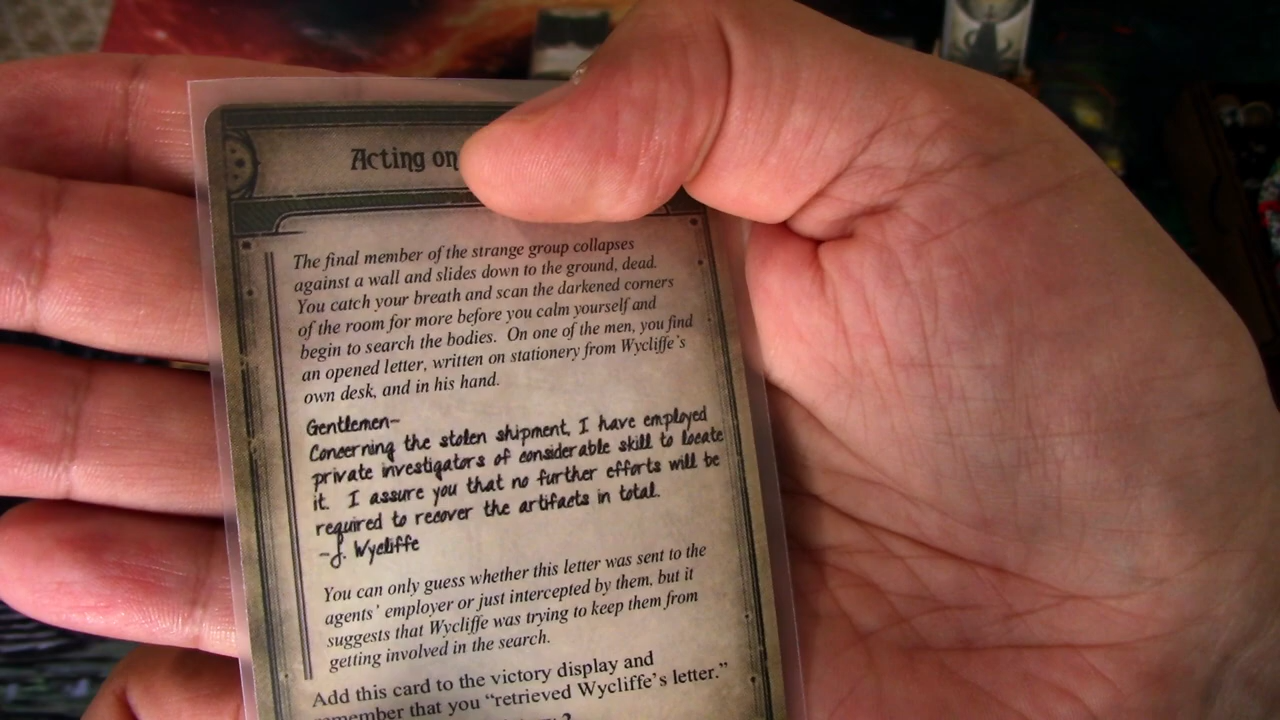 Acting on
The final member of the strange group collapses
against a wall and slides down to the ground, dead.
You catch your breath and scan the darkened corners
of the room for more before you calm yourself and
begin to search the bodies. On one of the men, you find
an opened letter, written on stationery from Wycliffe's
own desk, and in his hand.
Gentlemen-
Concerning the stolen shipment, I have employed
private investigators of considerable skill to locate
it. I assure you that no further efforts will be
required to recover the artifacts in total.
-J. Wycliffe
You can only guess whether this letter was sent to the
agents' employer or just intercepted by them, but it
suggests that Wycliffe was trying to keep them from
getting involved in the search.
Add this card to the victory display and
remember that you “retrieved Wycliffe's letter.”